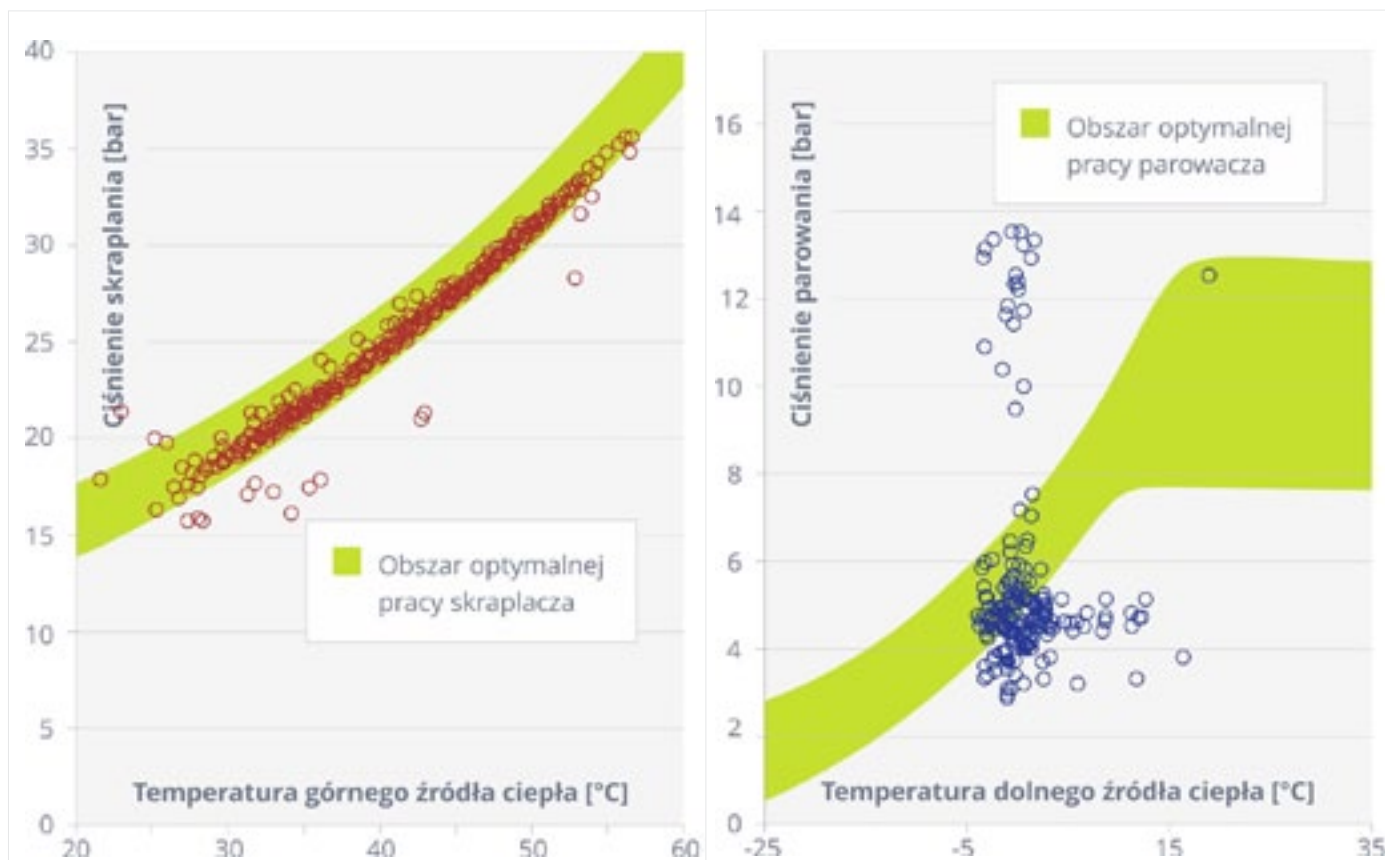 40
35
30
25
20
15
10
5
0
Ciśnienie skraplania [bar]
Obszar optymalnej
pracy skraplacza
Temperatura górnego źródła ciepła [°C]
20 30 40 50 60
16
14
12
10
8
6
4
2
0
Ciśnienie parowania [bar]
Obszar optymalnej
pracy parowacza
Temperatura dolnego źródła ciepła [°C]
-25 -5 15 35